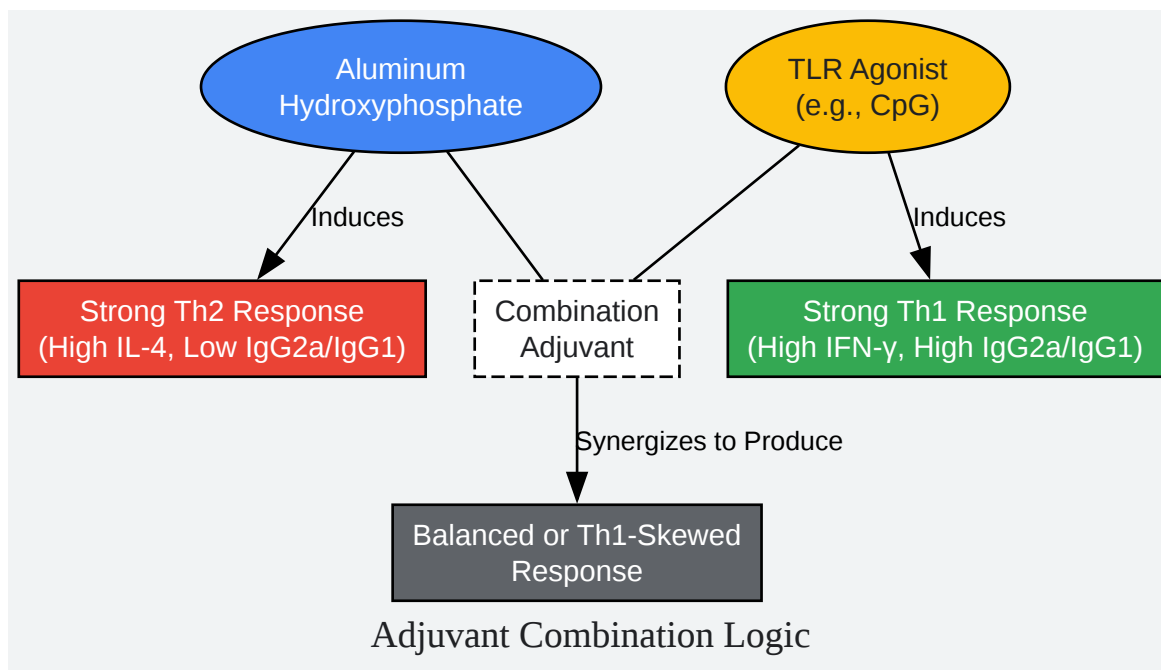 Aluminum
Hydroxyphosphate
TLR Agonist
(e.g., CpG)
Induces
Induces
Strong Th2 Response
(High IL-4, Low IgG2a/IgG1)
Combination
Adjuvant
Strong Th1 Response
(High IFN-γ, High IgG2a/IgG1)
Synergizes to Produce
Balanced or Th1-Skewed
Response
Adjuvant Combination Logic